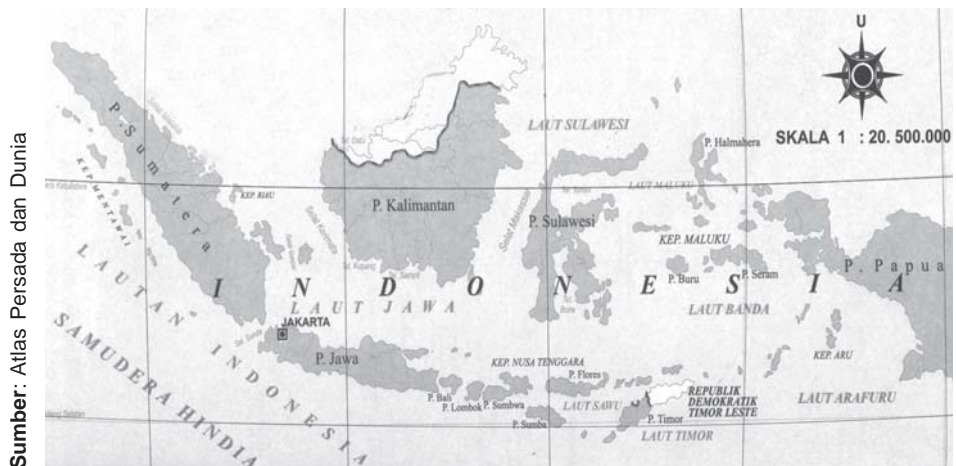 Sumber: Atlas Persada dan Dunia
U
SKALA 1 : 20. 500.000
P. Sumatera
KEP. MENTAWAI
KEP. RIAU
P. Kalimantan
LAUT SULAWESI
P. Halmahera
LAUT MALUKU
P. Sulawesi
KEP. MALUKU
P. Buru
P. Seram
P. Papua
INDONESIA
LAUT JAWA
LAUT BANDA
LAUTAN INDONESIA
SAMUDERA HINDIA
JAKARTA
P. Jawa
KEP. NUSA TENGGARA
KEP. ARU
P. Bali
P. Lombok
P. Sumbwa
P. Flores
P. Sumba
LAUT SAWU
P. Timor
REPUBLIK
DEMOKRATIK
TIMOR LESTE
LAUT TIMOR
LAUT ARAFURU